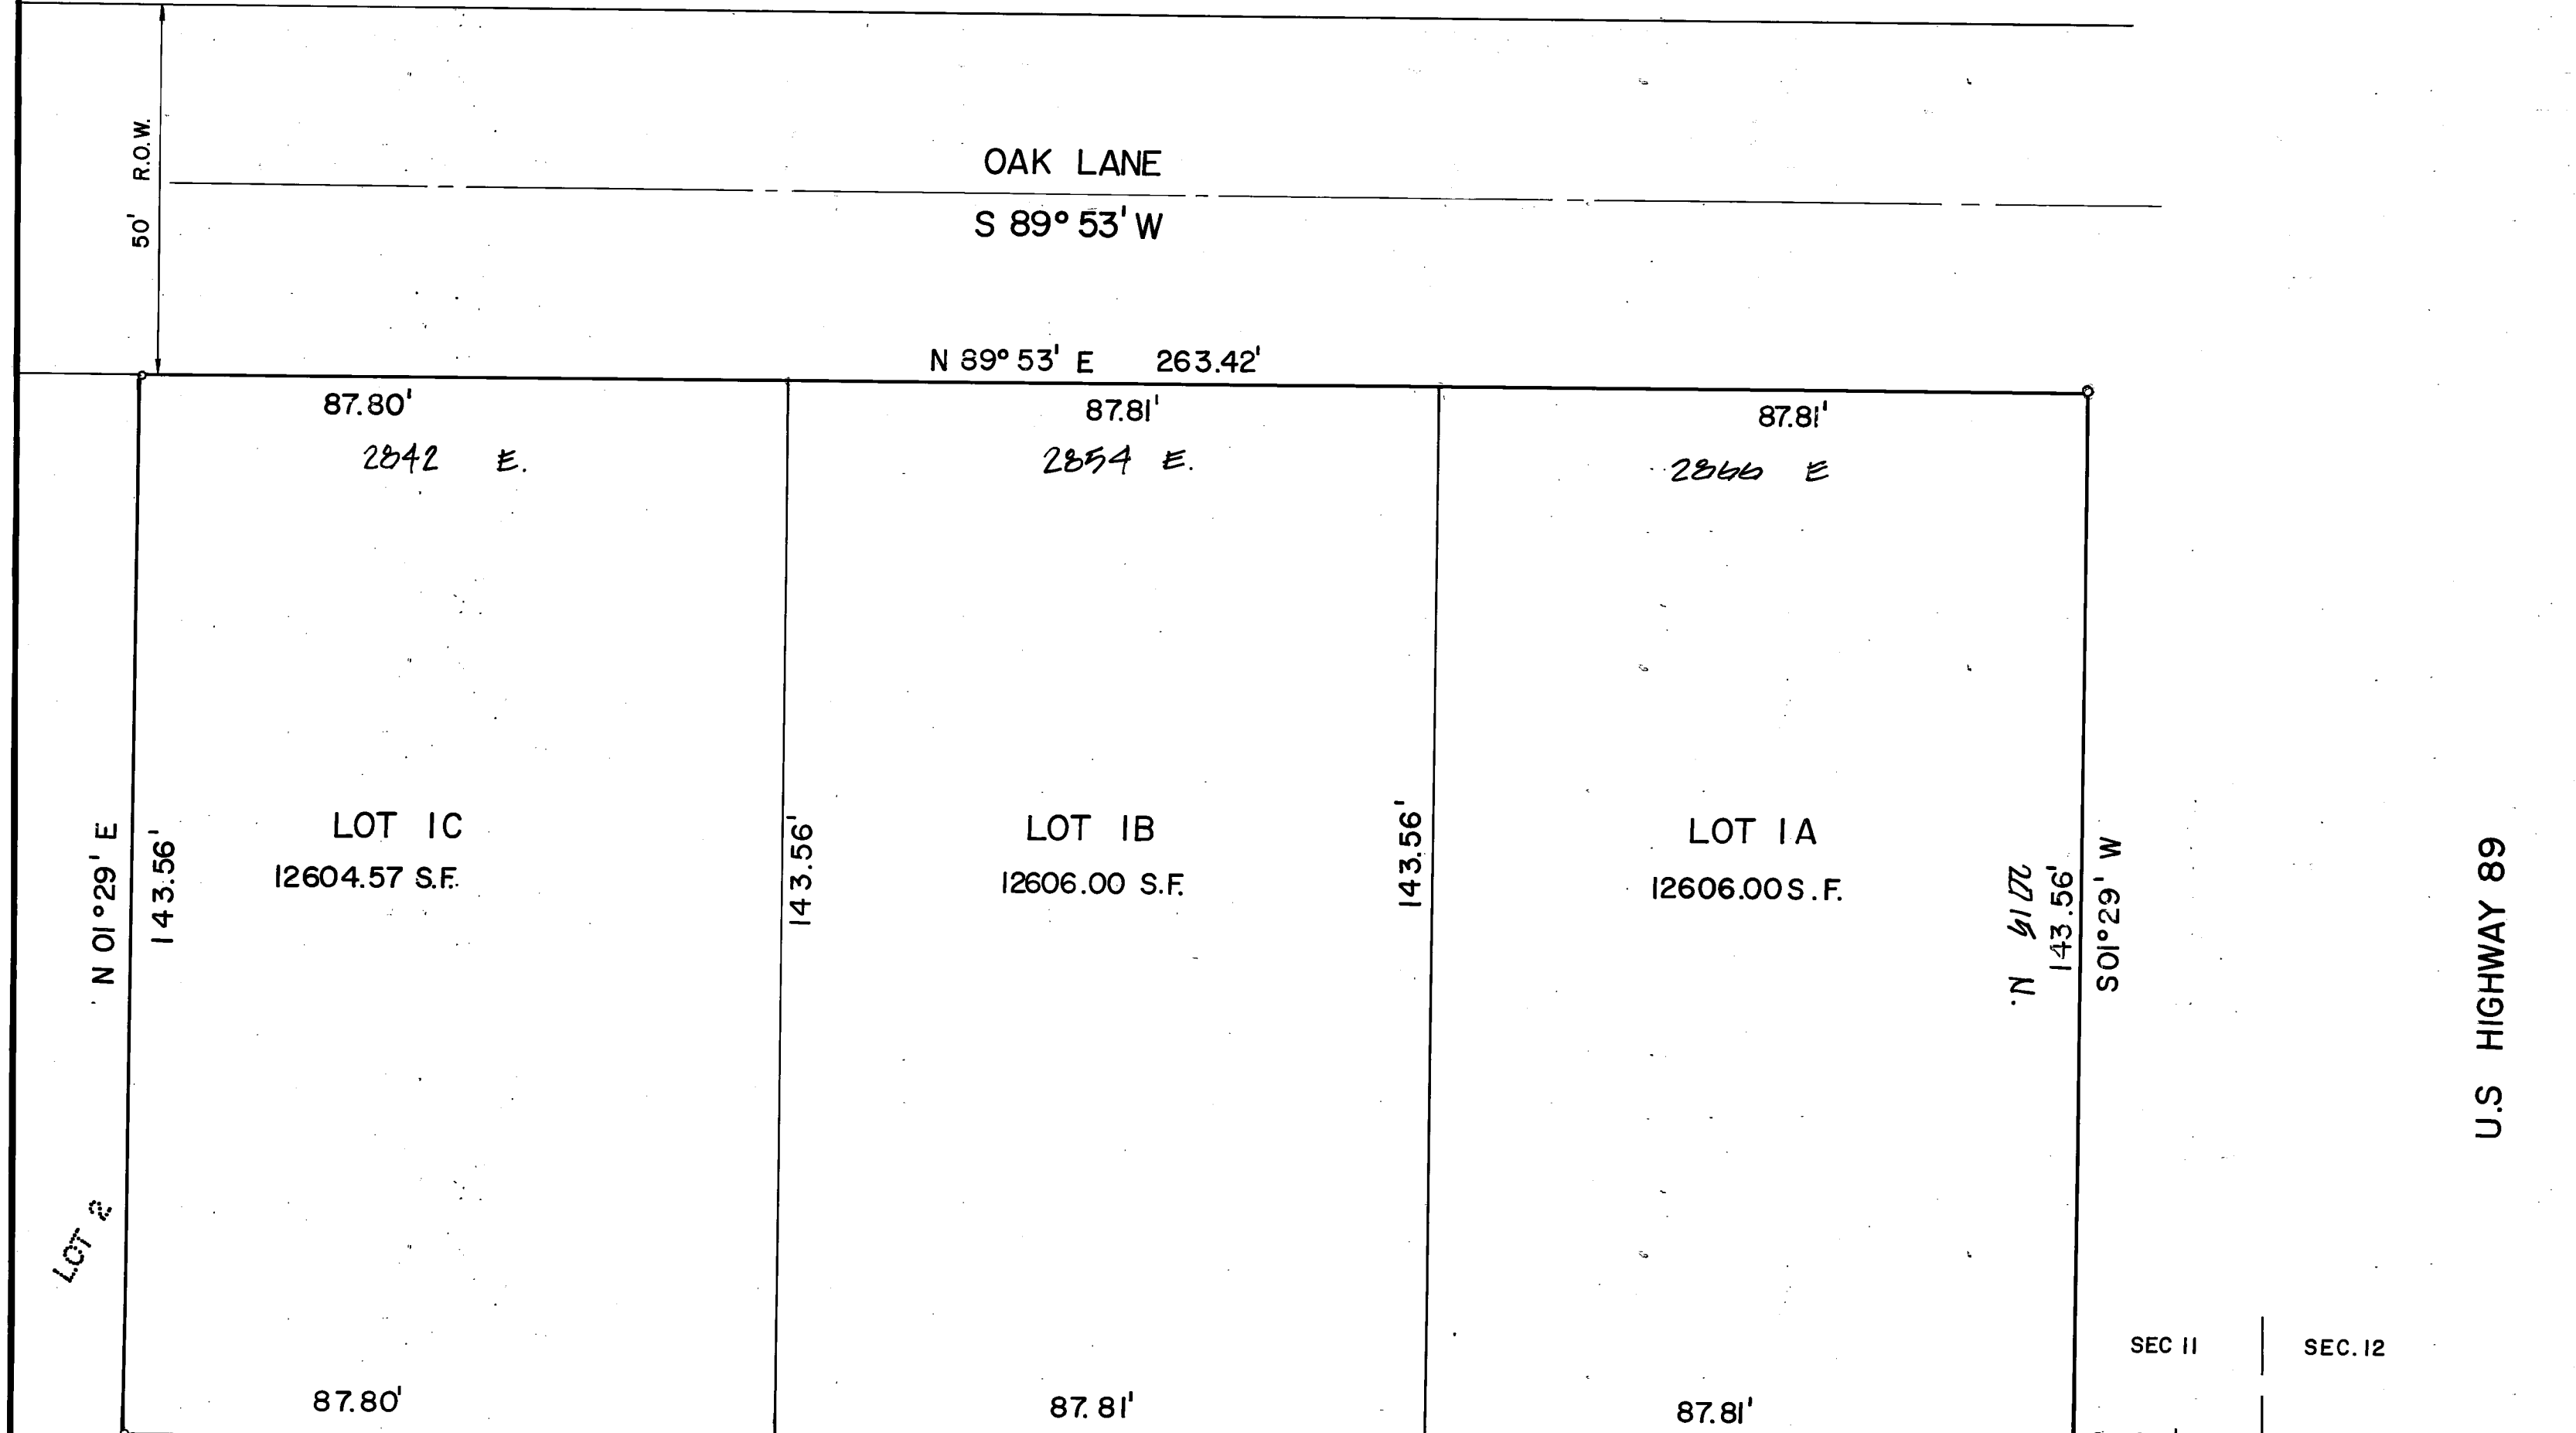 50' R.O.W.
OAK LANE
S 89° 53' W
N 89° 53' E 263.42'
87.80'
87.81'
87.81'
2842 E.
2854 E.
2866 E
LOT 1C
12604.57 S.F.
LOT 1B
12606.00 S.F.
LOT 1A
12606.00 S.F.
N 01° 29' E
143.56'
143.56'
143.56'
N.
143.56'
S 01° 29' W
U.S HIGHWAY 89
LOT 2
SEC 11
SEC. 12
87.80'
87.81'
87.81'